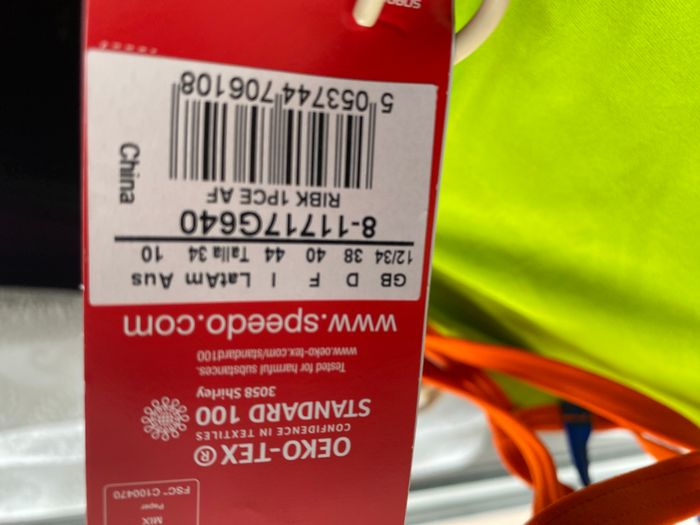 MIX
Paper
FSC™ C100470
OEKO-TEX®
CONFIDENCE IN TEXTILES
STANDARD 100
3058 Shirley
Tested for harmful substances.
www.oeko-tex.com/standard100
www.speedo.com
GB D F I LatAm Aus
12/34 38 40 44 Talla 34 10
8-11717G640
RIBK 1PCE AF
5 053744 706108
China